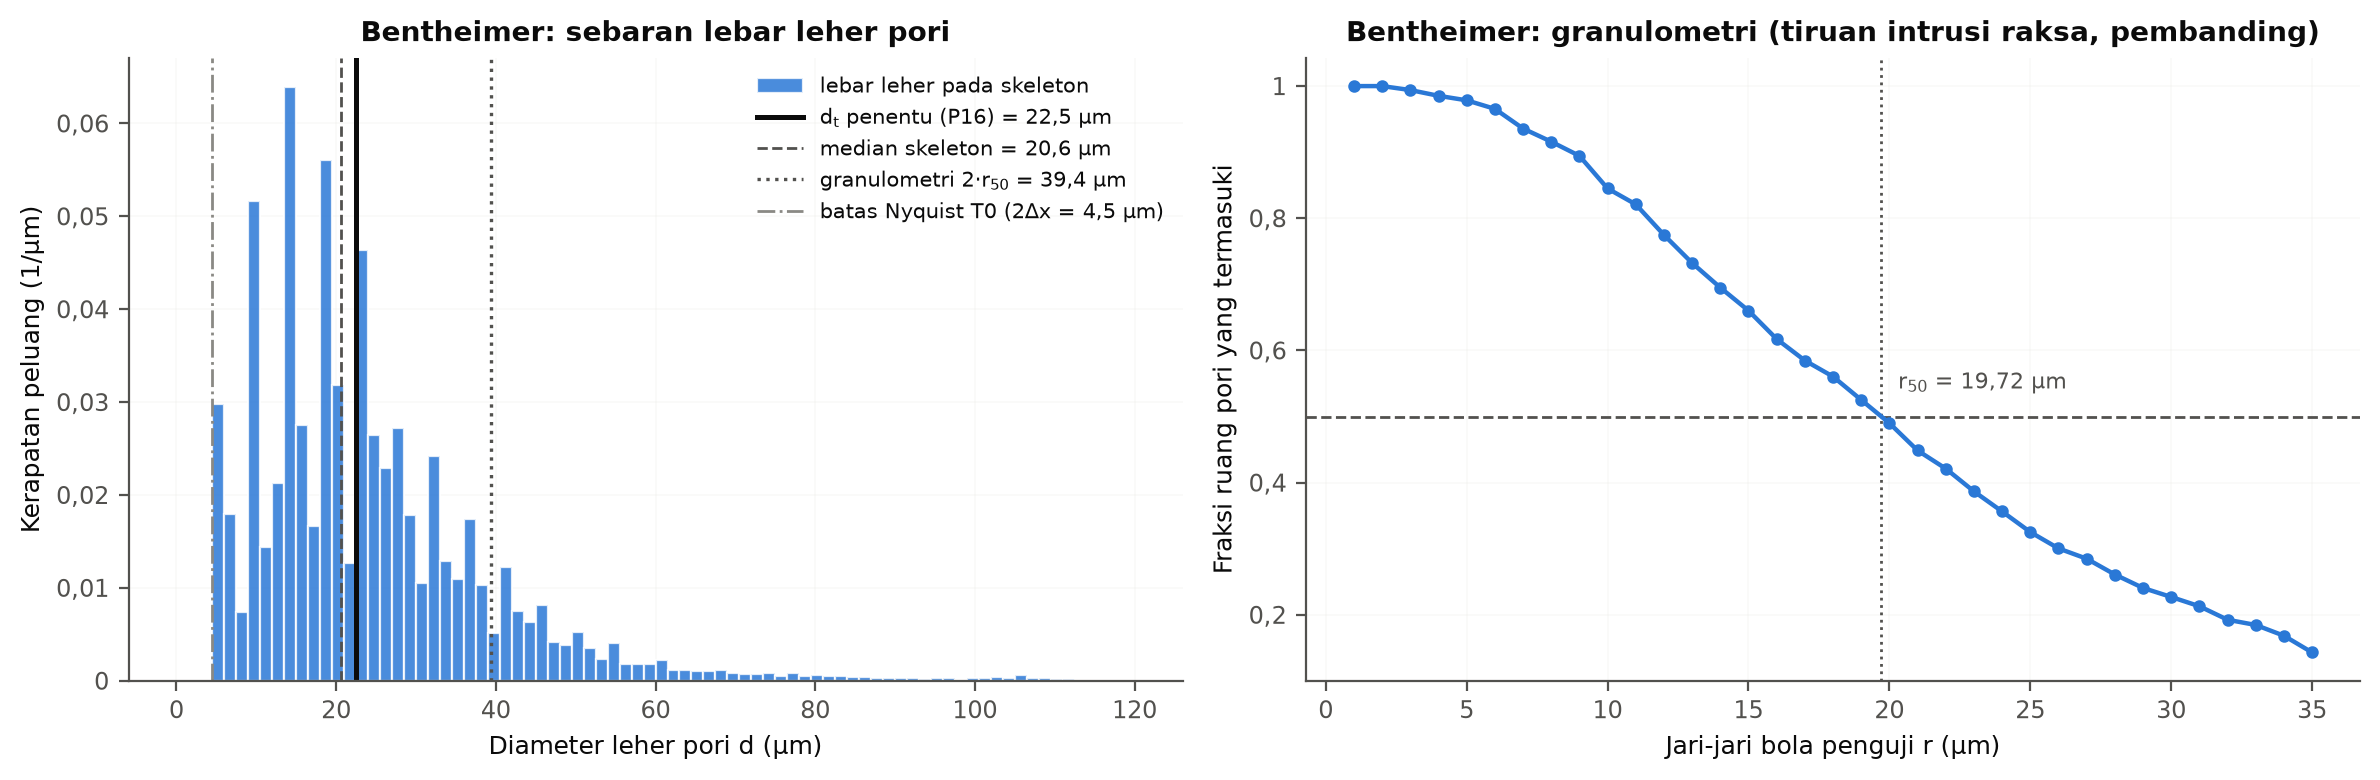 Bentheimer: sebaran lebar leher pori
Kerapatan peluang (1/µm)
0,06
0,05
0,04
0,03
0,02
0,01
0
lebar leher pada skeleton
dₜ penentu (P16) = 22,5 µm
median skeleton = 20,6 µm
granulometri 2·r₅₀ = 39,4 µm
batas Nyquist T0 (2Δx = 4,5 µm)
0 20 40 60 80 100 120
Diameter leher pori d (µm)
Bentheimer: granulometri (tiruan intrusi raksa, pembanding)
Fraksi ruang pori yang termasuki
1
0,8
0,6
0,4
0,2
r₅₀ = 19,72 µm
0 5 10 15 20 25 30 35
Jari-jari bola penguji r (µm)